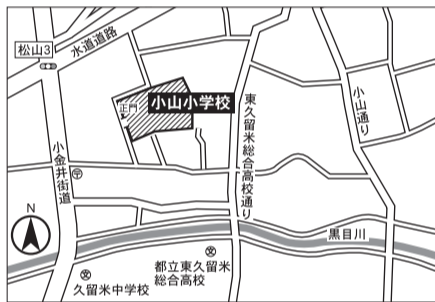 松山3
水道道路
正門
小山小学校
東久留米総合高校通り
小山通り
小金井街道
〒
N
黒目川
文
久留米中学校
文
都立東久留米
総合高校